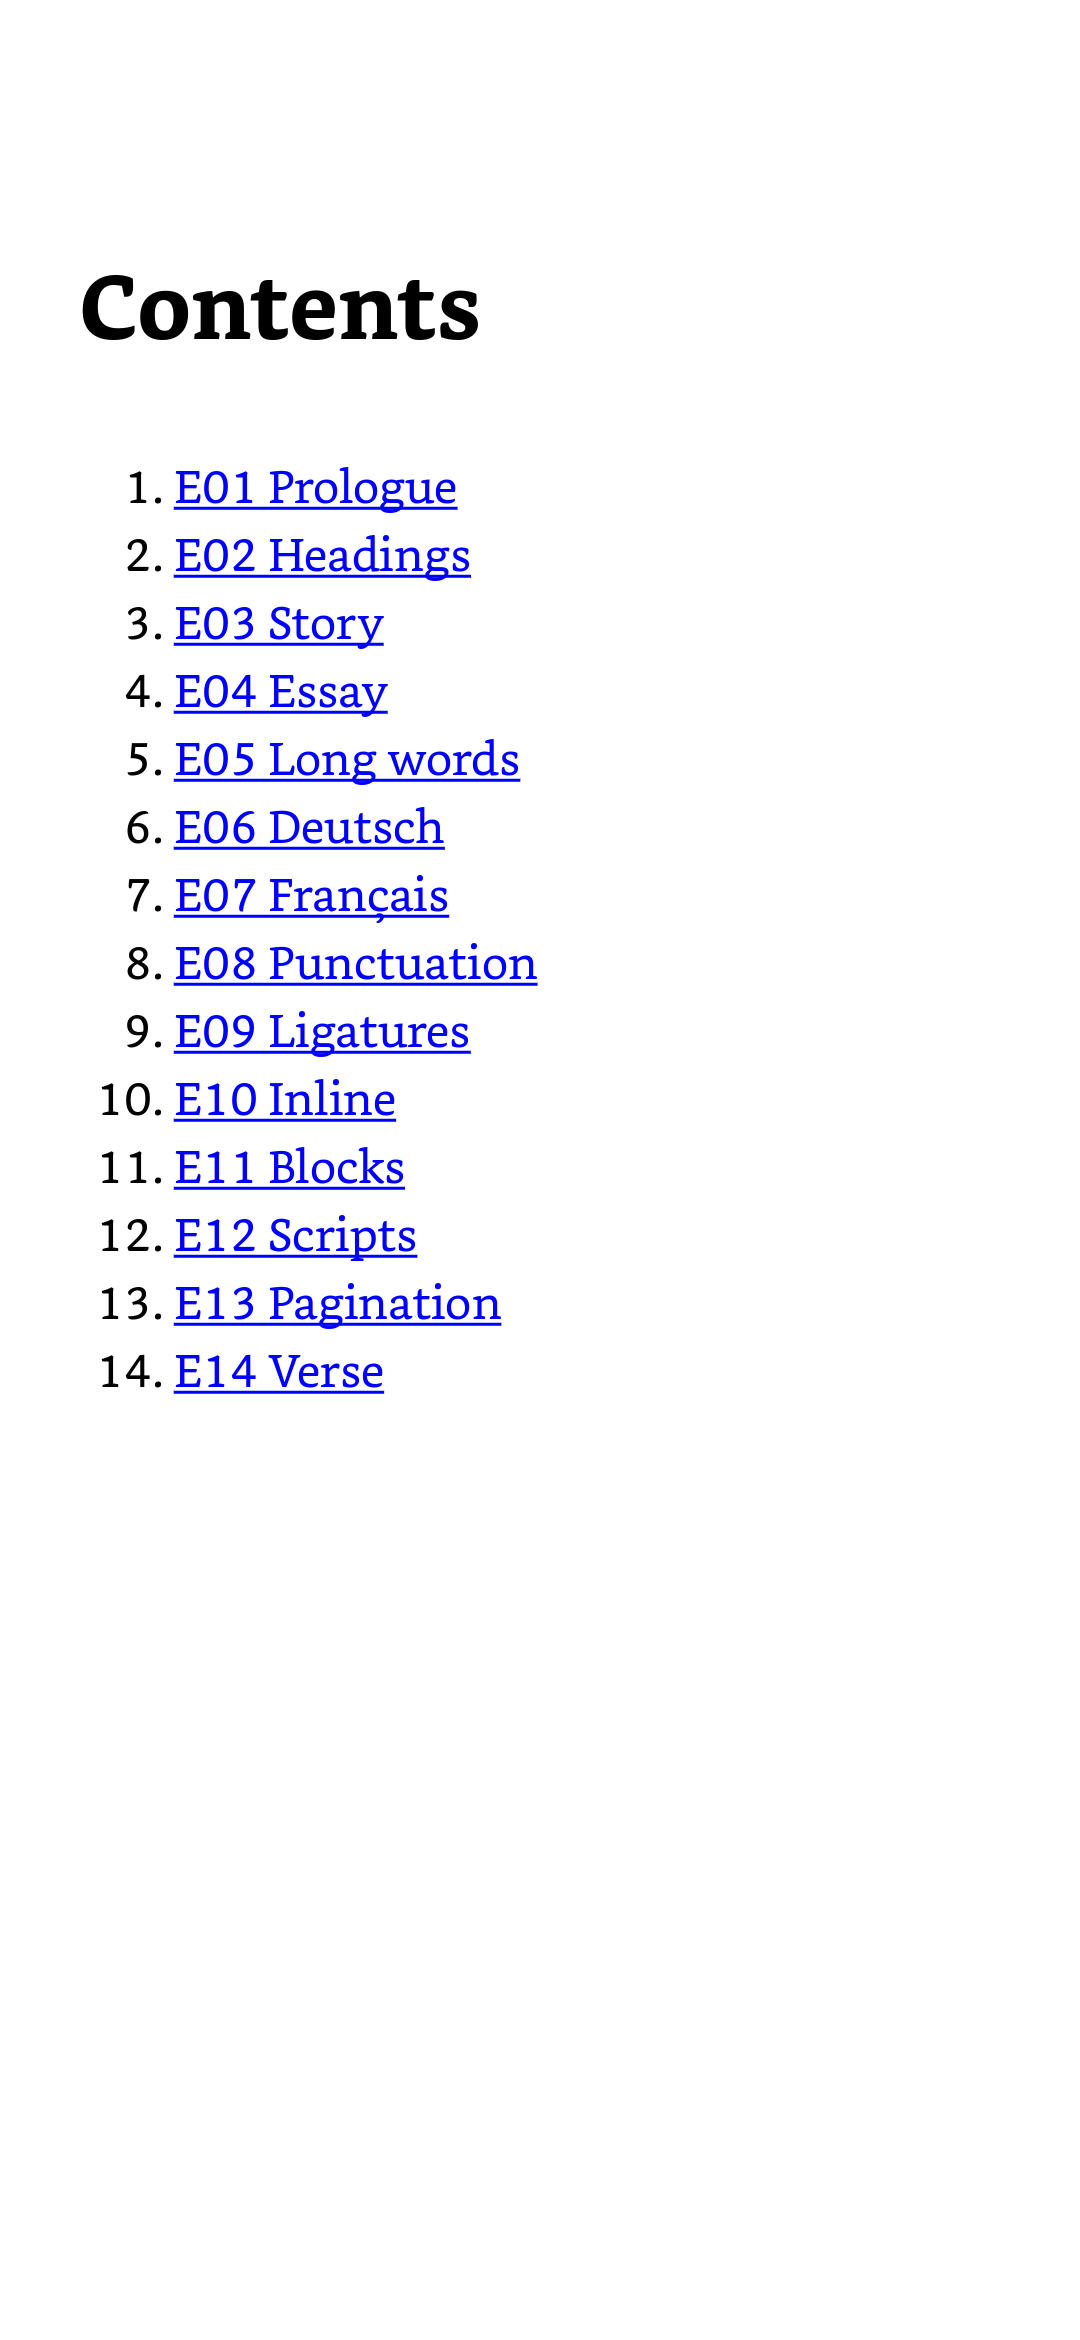 Contents
1. E01 Prologue
2. E02 Headings
3. E03 Story
4. E04 Essay
5. E05 Long words
6. E06 Deutsch
7. E07 Français
8. E08 Punctuation
9. E09 Ligatures
10. E10 Inline
11. E11 Blocks
12. E12 Scripts
13. E13 Pagination
14. E14 Verse